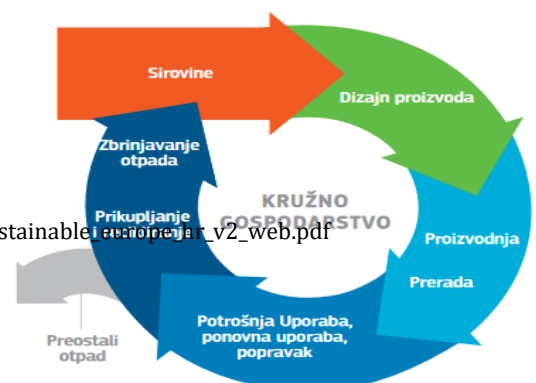 Sirovine
Dizajn proizvoda
Zbrinjavanje
otpada
KRUŽNO
GOSPODARSTVO
Prikupljanje
i
stainable_europe_hr_v2_web.pdf
Proizvodnja
Prerada
Potrošnja Uporaba,
ponovna uporaba,
popravak
Preostali
otpad